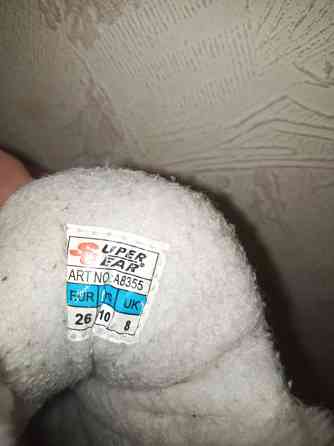 SUPER
GEAR®
ART NO: A8355
EUR US UK
26 10 8